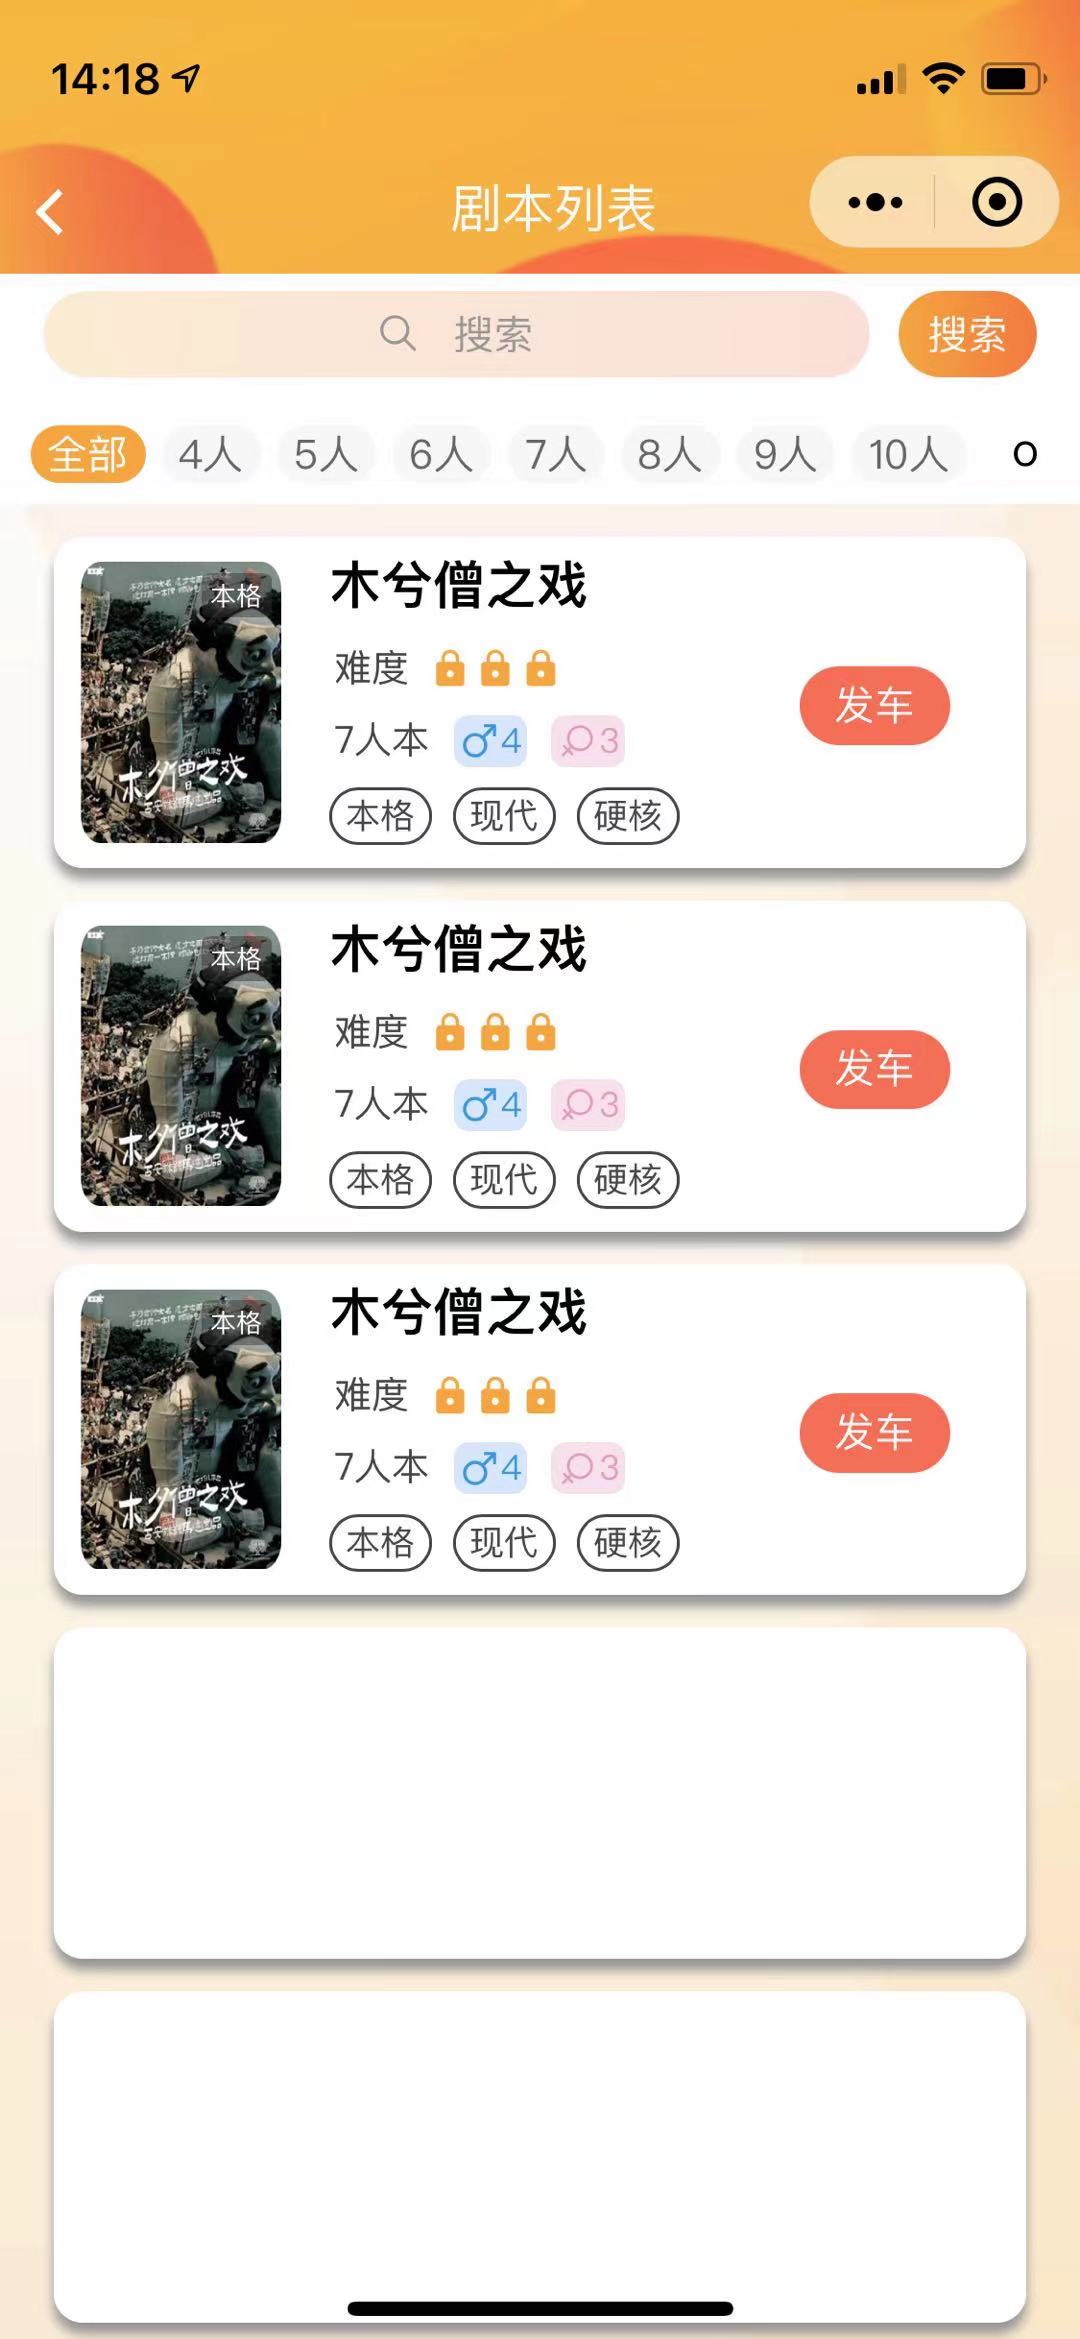 14:18
剧本列表
搜索
搜索
全部 4人 5人 6人 7人 8人 9人 10人 O
本格
木兮僧之戏
难度
7人本 4 3
发车
本格 现代 硬核
木兮僧之戏
本格
木兮僧之戏
难度
7人本 4 3
发车
本格 现代 硬核
木兮僧之戏
本格
木兮僧之戏
难度
7人本 4 3
发车
本格 现代 硬核
木兮僧之戏